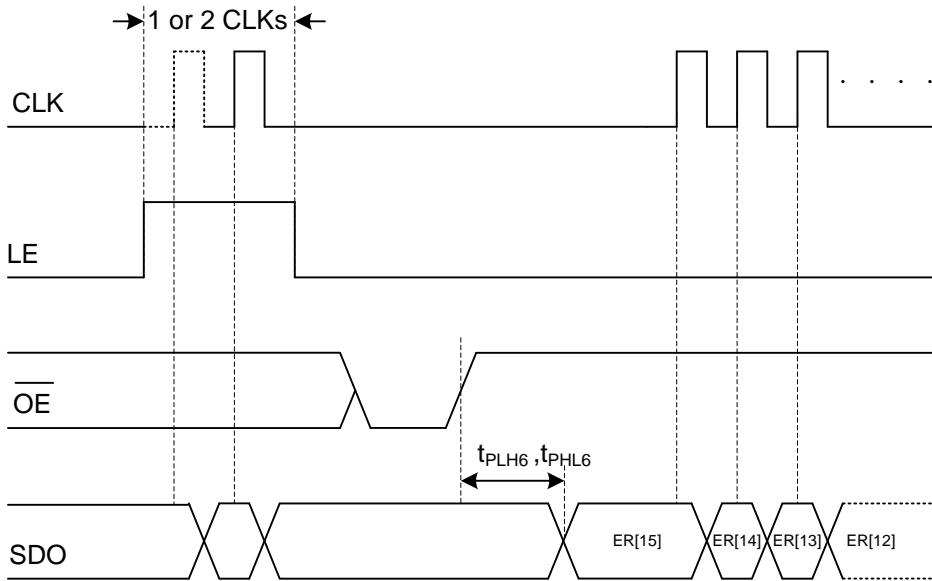 1 or 2 CLKs
CLK
. . . .
LE
OE
tPLH6 ,tPHL6
SDO
ER[15]
ER[14]
ER[13]
ER[12]